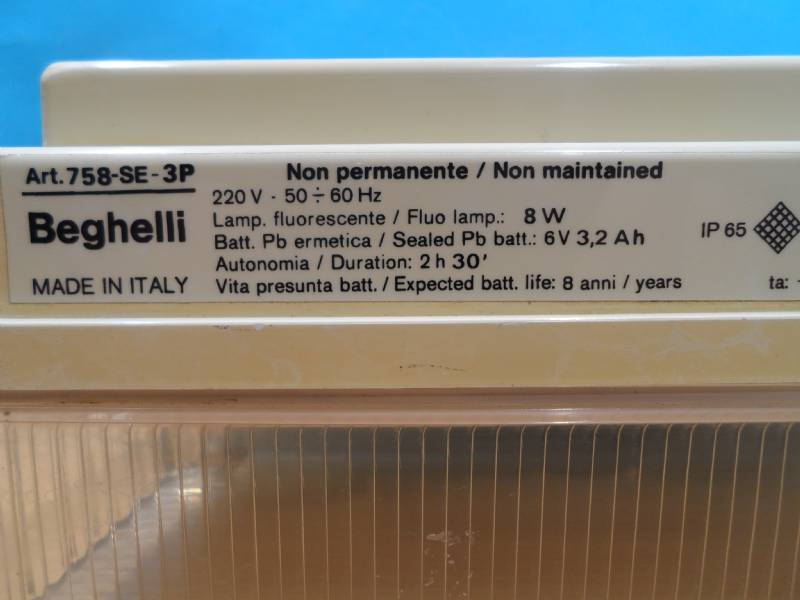 Art.758-SE-3P
Beghelli
MADE IN ITALY
Non permanente / Non maintained
220 V - 50 ÷ 60 Hz
Lamp. fluorescente / Fluo lamp.: 8 W
Batt. Pb ermetica / Sealed Pb batt.: 6V 3,2 Ah
Autonomia / Duration: 2 h 30'
Vita presunta batt. / Expected batt. life: 8 anni / years
IP 65
ta: